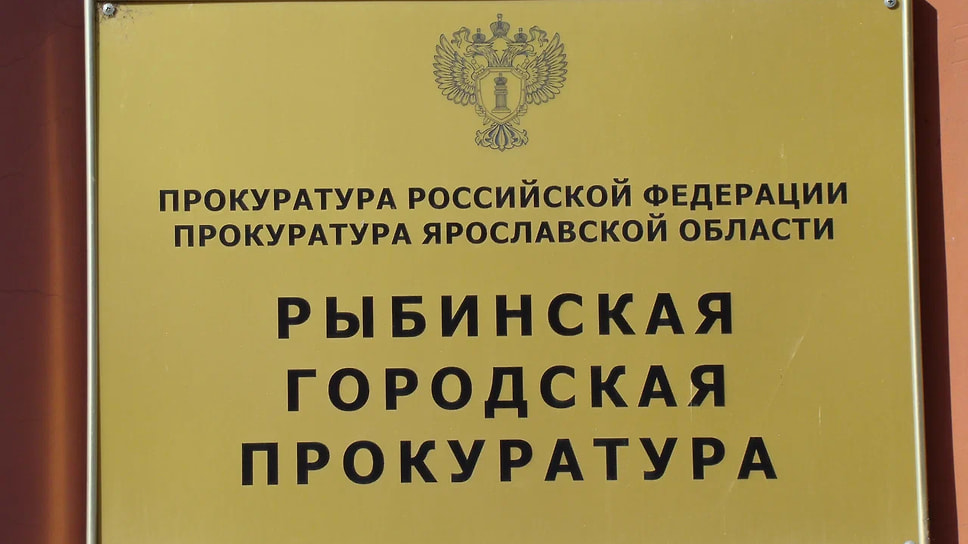 ПРОКУРАТУРА РОССИЙСКОЙ ФЕДЕРАЦИИ
ПРОКУРАТУРА ЯРОСЛАВСКОЙ ОБЛАСТИ
РЫБИНСКАЯ
ГОРОДСКАЯ
ПРОКУРАТУРА